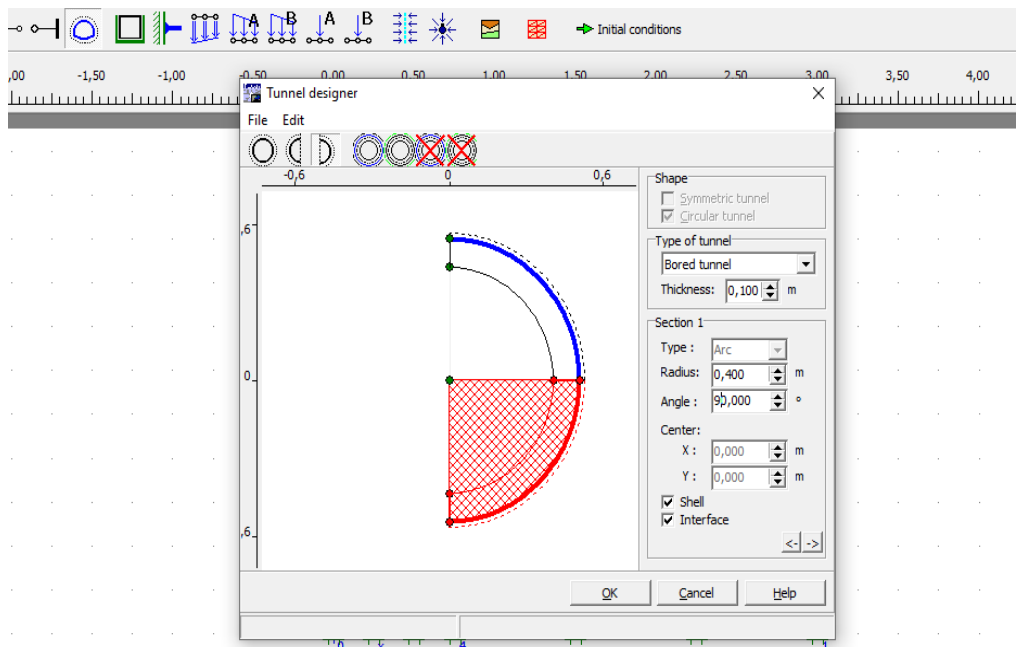 A B A B Initial conditions
,00 -1,50 -1,00 -0,50 0,00 0,50 1,00 1,50 2,00 2,50 3,00 3,50 4,00
Tunnel designer
File Edit
-0,6 0 0,6
,6
0
,6
Shape
Symmetric tunnel
Circular tunnel
Type of tunnel
Bored tunnel
Thickness: 0,100 m
Section 1
Type : Arc
Radius: 0,400 m
Angle : 90,000 °
Center:
X : 0,000 m
Y : 0,000 m
Shell
Interface
<- ->
OK Cancel Help